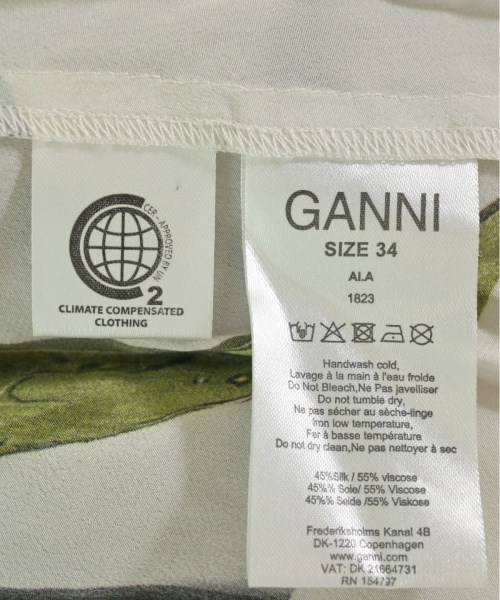 CER - APPROVED BY UN
CO2
CLIMATE COMPENSATED
CLOTHING
GANNI
SIZE 34
AI.A
1823
Handwash cold,
Lavage à la main à l'eau froide
Do Not Bleach,Ne Pas javelliser
Do not tumble dry,
Ne pas sécher au sèche-linge
Iron low temperature,
Fer à basse température
Do not dry clean,Ne pas nettoyer à sec
45%Silk / 55% viscose
45%% Soie/ 55% Viscose
45%% Seide /55% Viskose
Frederiksholms Kanal 4B
DK-1220 Copenhagen
www.ganni.com
VAT: DK 21664731
RN 154797